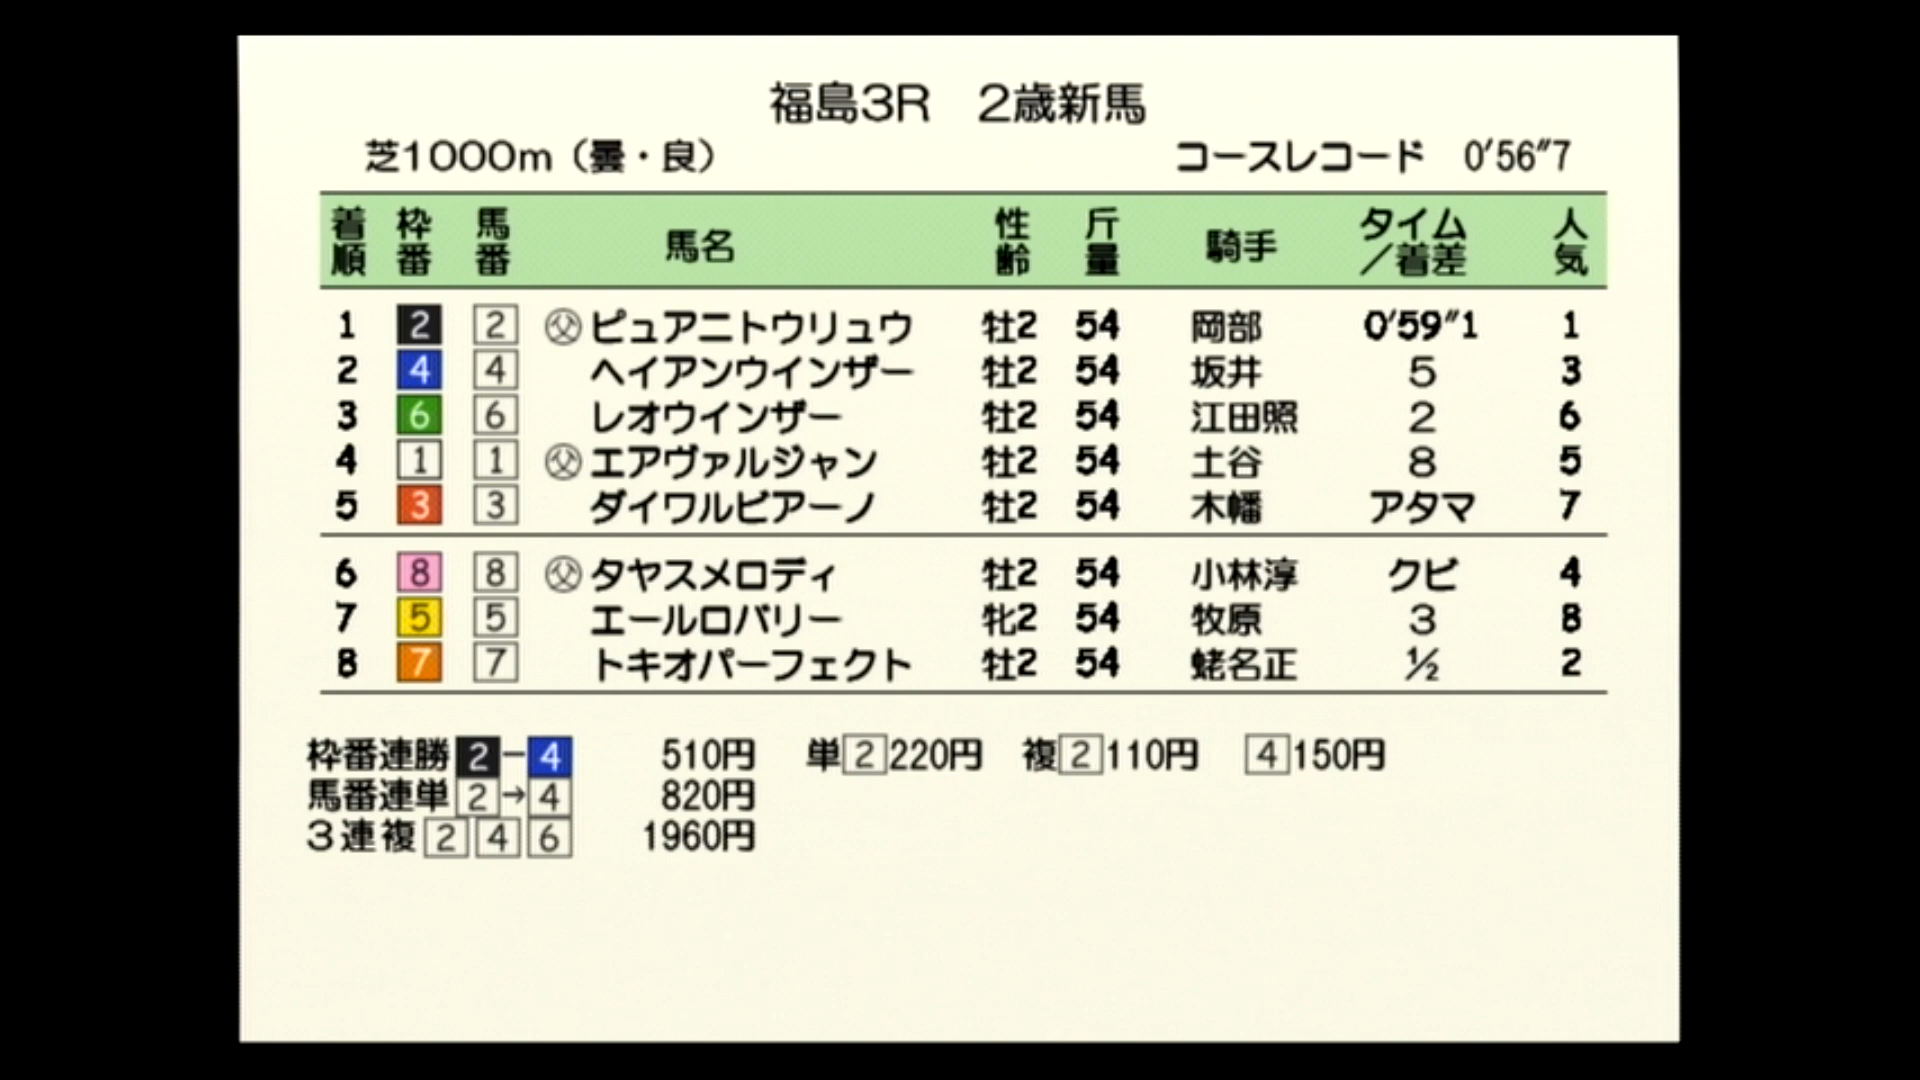 福島3R 2歳新馬
芝1000m（曇・良） コースレコード 0'56"7
着順 枠番 馬番 馬名 性齢 斤量 騎手 タイム／着差 人気
1 2 2 ㊛ピュアニトウリュウ 牡2 54 岡部 0'59"1 1
2 4 4 ヘイアンウインザー 牡2 54 坂井 5 3
3 6 6 レオウインザー 牡2 54 江田照 2 6
4 1 1 父エアヴァルジャン 牡2 54 土谷 8 5
5 3 3 ダイワルビアーノ 牡2 54 木幡 アタマ 7
6 8 8 父タヤスメロディ 牡2 54 小林淳 クビ 4
7 5 5 エールロバリー 牝2 54 牧原 3 8
8 7 7 トキオパーフェクト 牡2 54 蛯名正 ½ 2
枠番連勝2－4 510円 単2 220円 複2 110円 4 150円
馬番連単2→4 820円
3連複2 4 6 1960円